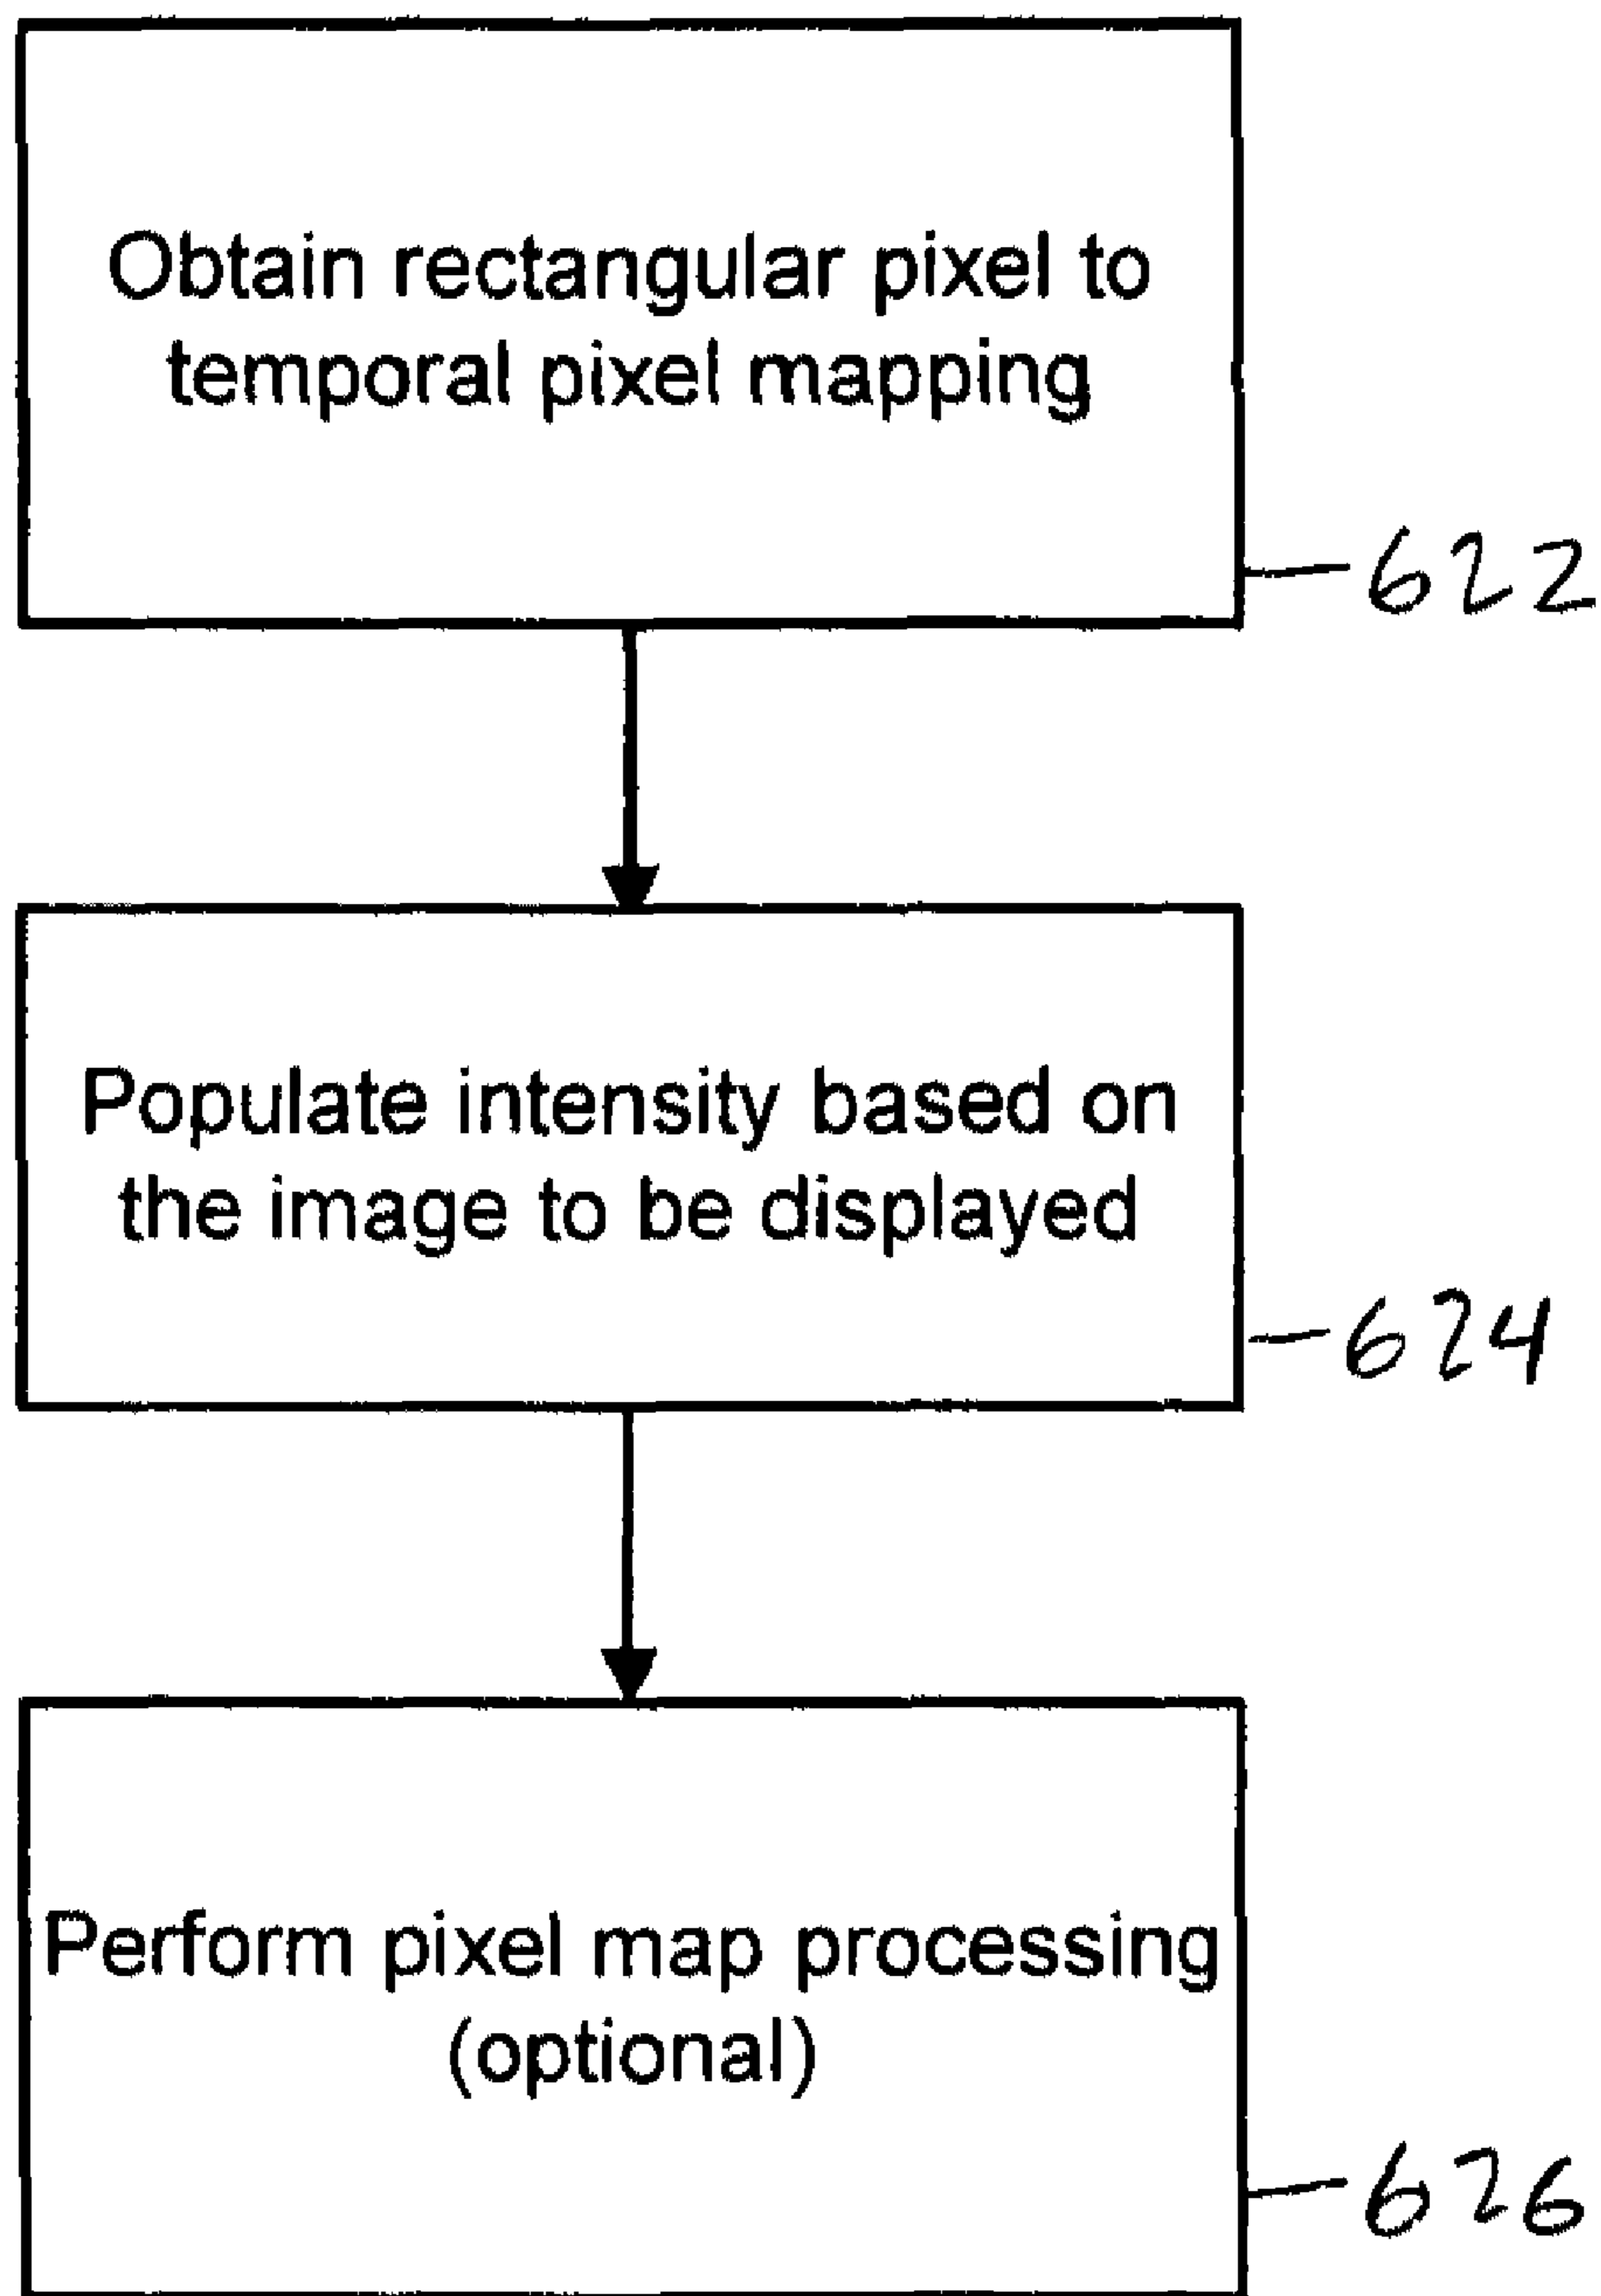 Obtain rectangular pixel to
temporal pixel mapping
622
Populate intensity based on
the image to be displayed
624
Perform pixel map processing
(optional)
626